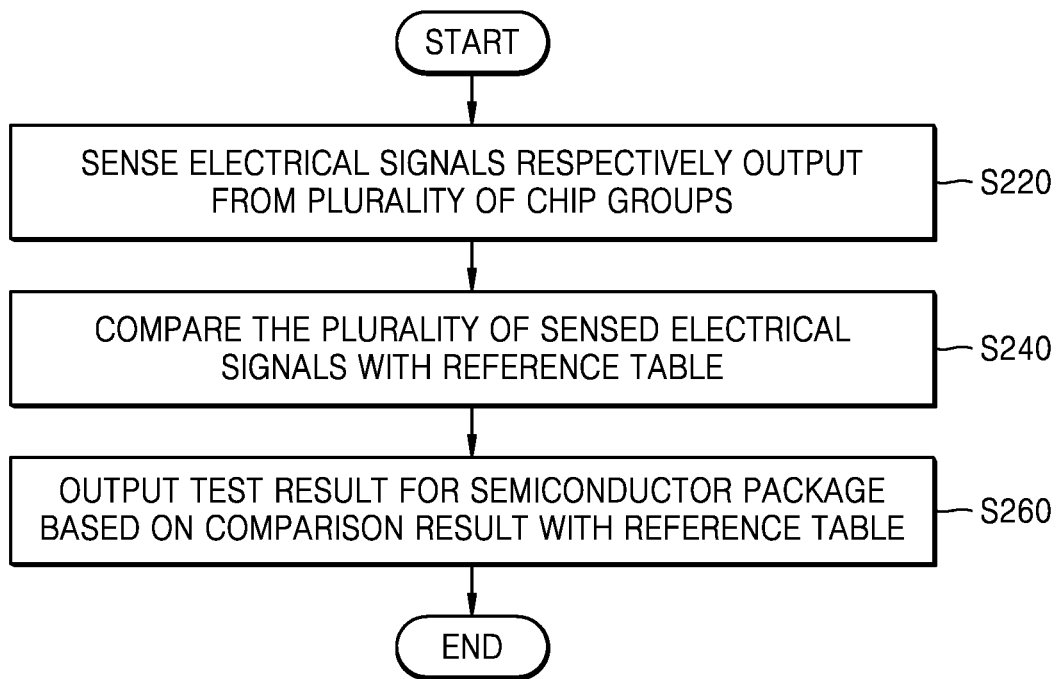 START
SENSE ELECTRICAL SIGNALS RESPECTIVELY OUTPUT
FROM PLURALITY OF CHIP GROUPS
S220
COMPARE THE PLURALITY OF SENSED ELECTRICAL
SIGNALS WITH REFERENCE TABLE
S240
OUTPUT TEST RESULT FOR SEMICONDUCTOR PACKAGE
BASED ON COMPARISON RESULT WITH REFERENCE TABLE
S260
END